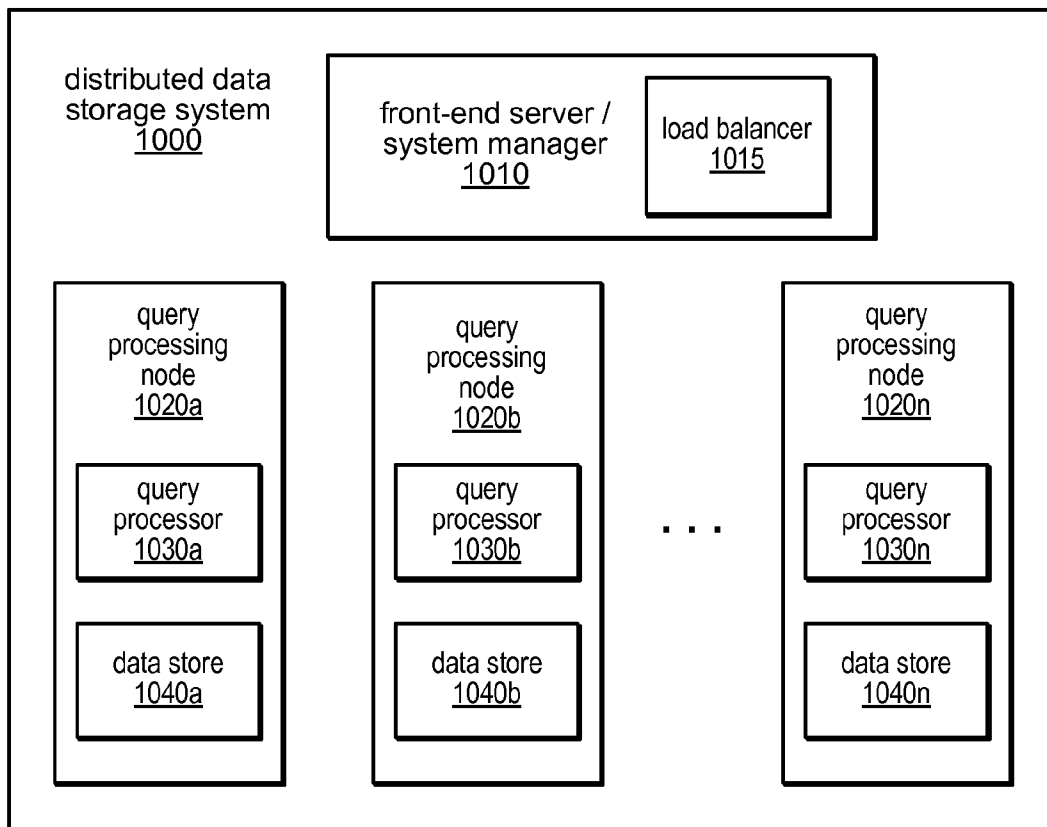 distributed data
storage system
1000
front-end server /
system manager
1010
load balancer
1015
query
processing
node
1020a
query
processor
1030a
data store
1040a
query
processing
node
1020b
query
processor
1030b
data store
1040b
. . .
query
processing
node
1020n
query
processor
1030n
data store
1040n